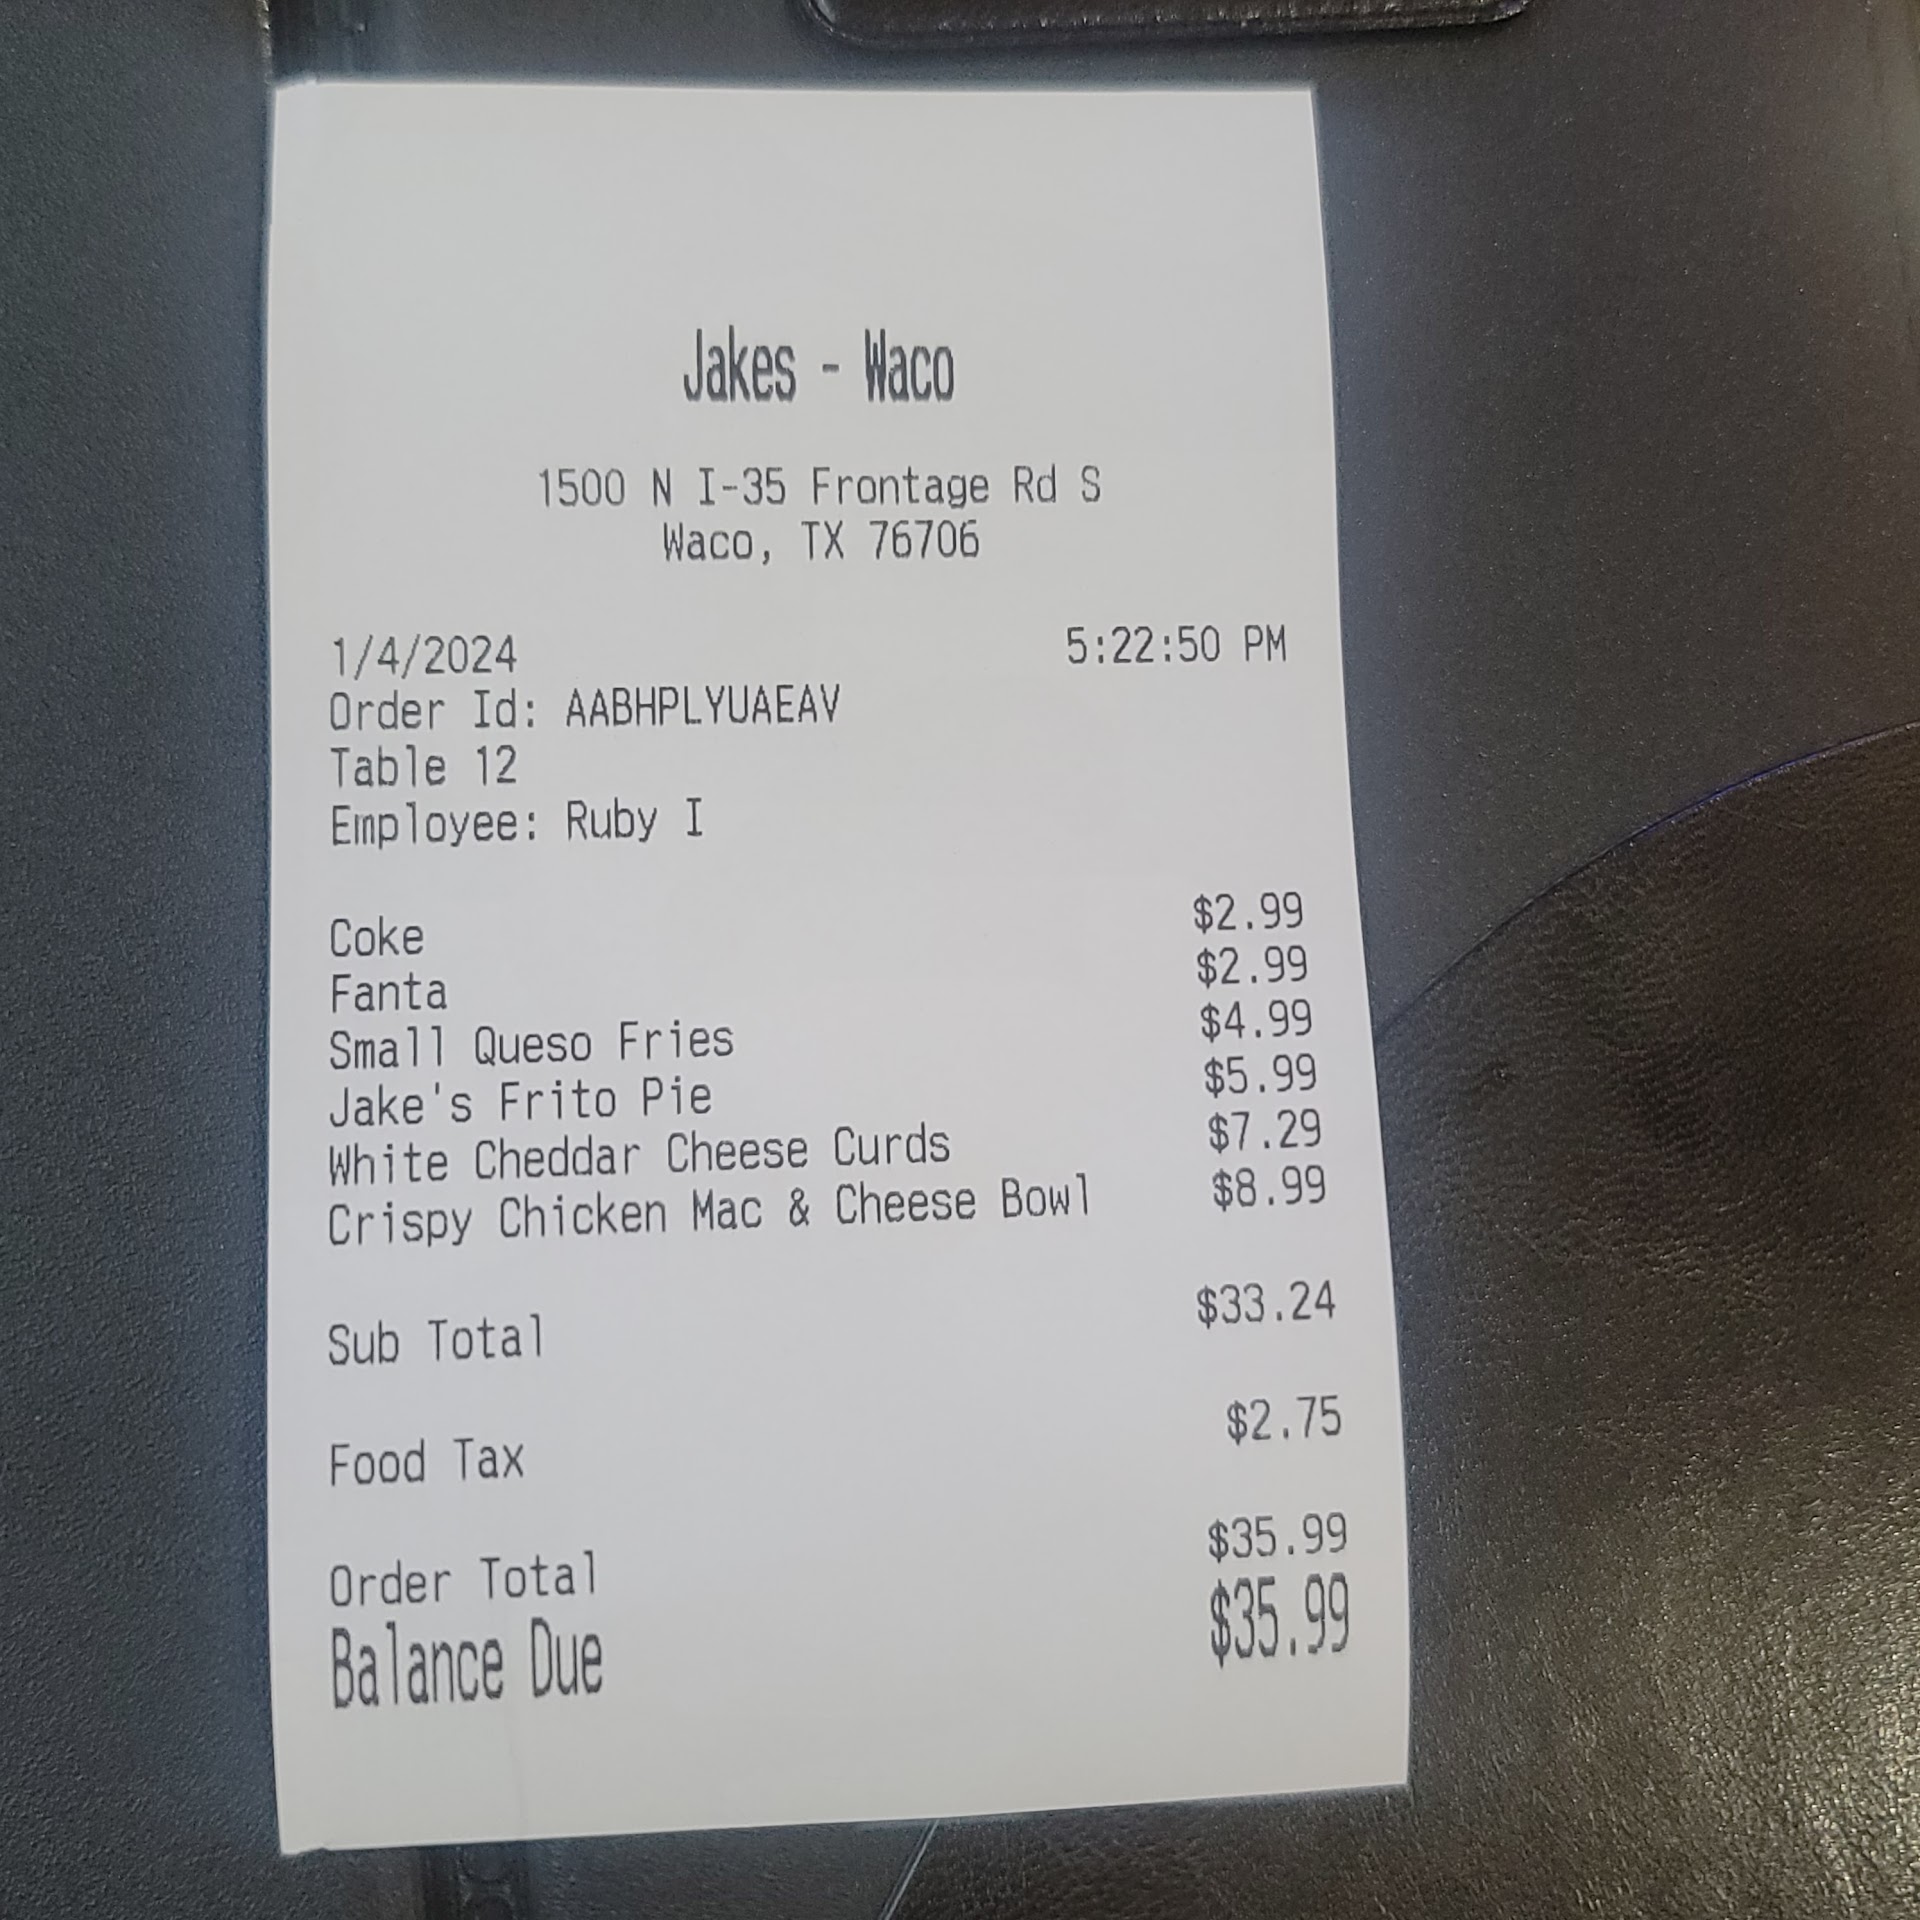 Jakes - Waco
1500 N I-35 Frontage Rd S
Waco, TX 76706
1/4/2024 5:22:50 PM
Order Id: AABHPLYUAEAV
Table 12
Employee: Ruby I
Coke $2.99
Fanta $2.99
Small Queso Fries $4.99
Jake's Frito Pie $5.99
White Cheddar Cheese Curds $7.29
Crispy Chicken Mac & Cheese Bowl $8.99
Sub Total $33.24
Food Tax $2.75
Order Total $35.99
Balance Due $35.99